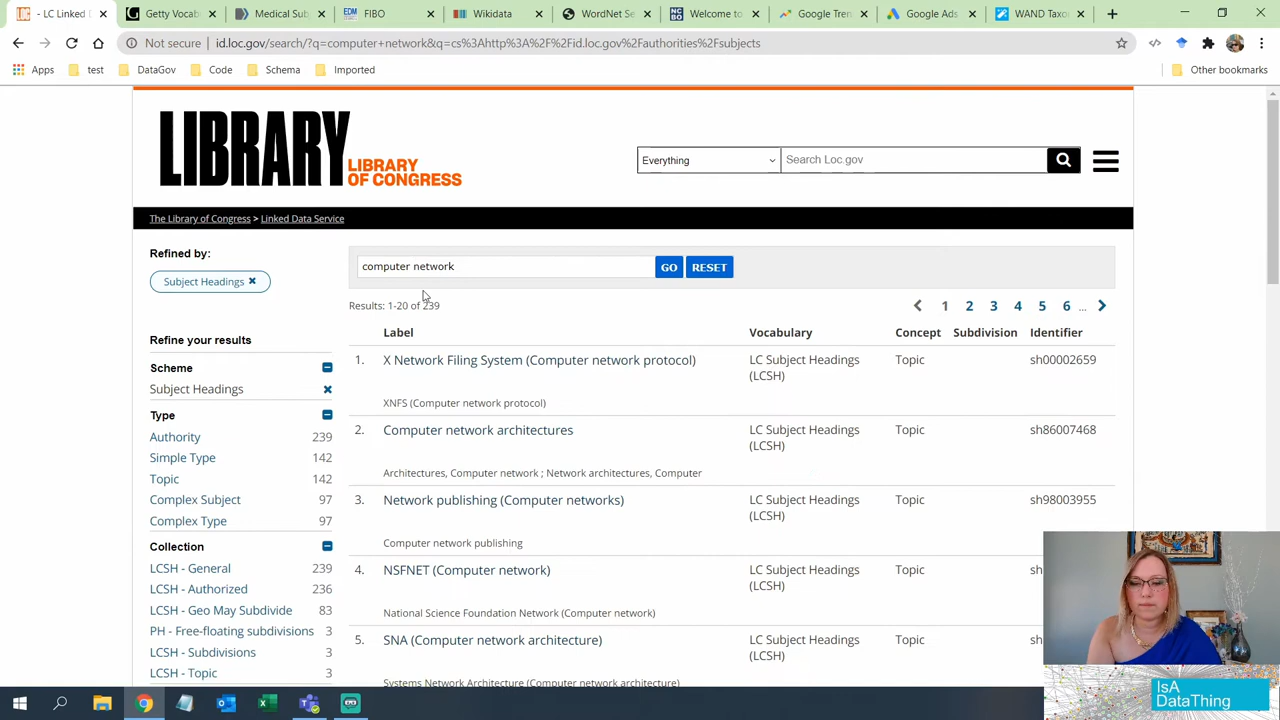 - LC Linked
Getty Vocab
Medical Sub
FIBO
Wikidata
WordNet Se
Welcome to
Google Tren
Google Ads
WAND Taxo
Not secure | id.loc.gov/search/?q=computer+network&q=cs%3Ahttp%3A%2F%2Fid.loc.gov%2Fauthorities%2Fsubjects
Apps
test
DataGov
Code
Schema
Imported
Other bookmarks
LIBRARY
LIBRARY
OF CONGRESS
Everything
Search Loc.gov
The Library of Congress > Linked Data Service
Refined by:
Subject Headings
Refine your results
Scheme
Subject Headings
Type
Authority 239
Simple Type 142
Topic 142
Complex Subject 97
Complex Type 97
Collection
LCSH - General 239
LCSH - Authorized 236
LCSH - Geo May Subdivide 83
PH - Free-floating subdivisions 3
LCSH - Subdivisions 3
LCSH - Topic 3
computer network
GO
RESET
Results: 1-20 of 239
1 2 3 4 5 6 ...
Label Vocabulary Concept Subdivision Identifier
1. X Network Filing System (Computer network protocol) LC Subject Headings (LCSH) Topic sh00002659
XNFS (Computer network protocol)
2. Computer network architectures LC Subject Headings (LCSH) Topic sh86007468
Architectures, Computer network ; Network architectures, Computer
3. Network publishing (Computer networks) LC Subject Headings (LCSH) Topic sh98003955
Computer network publishing
4. NSFNET (Computer network) LC Subject Headings (LCSH) Topic
National Science Foundation Network (Computer network)
5. SNA (Computer network architecture) LC Subject Headings (LCSH) Topic
Systems Network Architecture (Computer network architecture)
IsA
DataThing